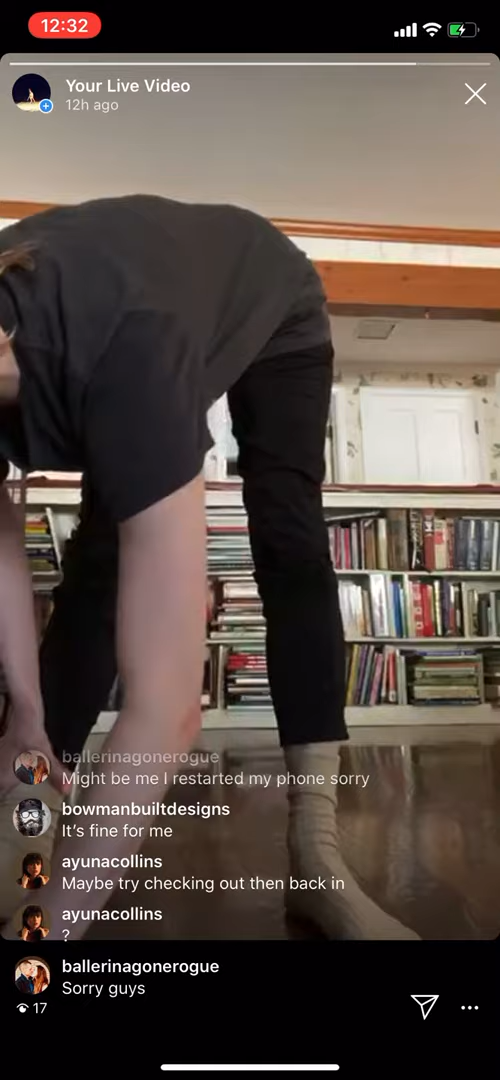 12:32
Your Live Video
12h ago
ballerinagonerogue
Might be me I restarted my phone sorry
bowmanbuiltdesigns
It's fine for me
ayunacollins
Maybe try checking out then back in
ayunacollins
?
ballerinagonerogue
Sorry guys
17